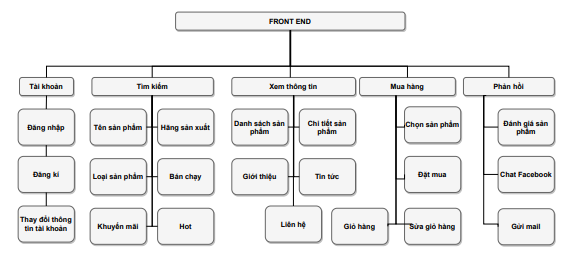 FRONT END
Tài khoản
Tìm kiếm
Xem thông tin
Mua hàng
Phản hồi
Đăng nhập
Đăng kí
Thay đổi thông
tin tài khoản
Tên sản phẩm
Hãng sản xuất
Loại sản phẩm
Bán chạy
Khuyến mãi
Hot
Danh sách sản
phẩm
Chi tiết sản
phẩm
Giới thiệu
Tin tức
Liên hệ
Chọn sản phẩm
Đặt mua
Giỏ hàng
Sửa giỏ hàng
Đánh giá sản
phẩm
Chat Facebook
Gửi mail